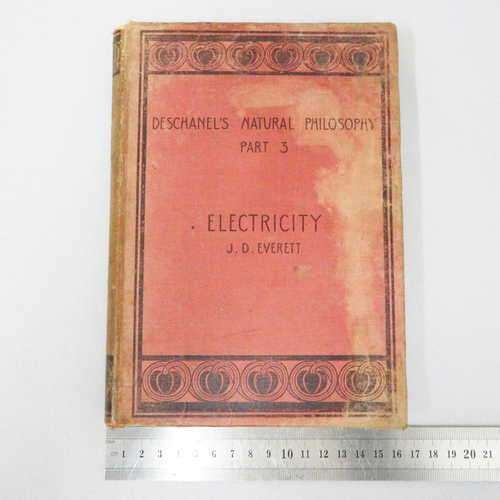 DESCHANEL'S NATURAL PHILOSOPHY
PART 3
ELECTRICITY
J. D. EVERETT
1 2 3 4 5 6 7 8 9 10 11 12 13 14 15 16 17 18 19 20 21